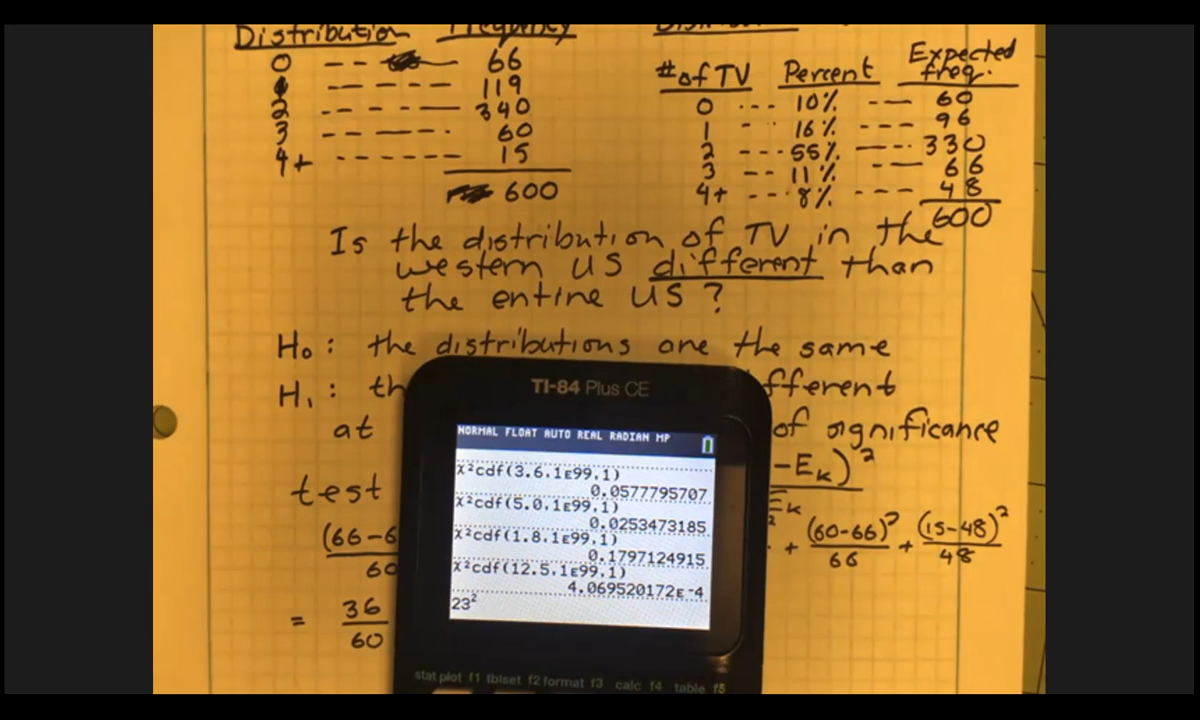 Distribution Frequency
0 -- 66
1 ----- 119
2 ----- 340
3 ----- 60
4+ ------ 15
600
# of TV Percent Expected freq.
0 --- 10% -- 60
1 --- 16% --- 96
2 --- 55% --- 330
3 -- 11% -- 66
4+ --- 8% --- 48
600
Is the distribution of TV in the
western US different than
the entire US?
H₀: the distributions are the same
H₁: th fferent
at of significance
test -Eₖ)²
Eₖ
(66-6 + (60-66)² + (15-48)²
60 66 48
= 36
60
TI-84 Plus CE
NORMAL FLOAT AUTO REAL RADIAN MP
χ²cdf(3.6,1E99,1)
0.0577795707
χ²cdf(5.0,1E99,1)
0.0253473185
χ²cdf(1.8,1E99,1)
0.1797124915
χ²cdf(12.5,1E99,1)
4.069520172E-4
23²
stat plot f1 tblset f2 format f3 calc f4 table f5